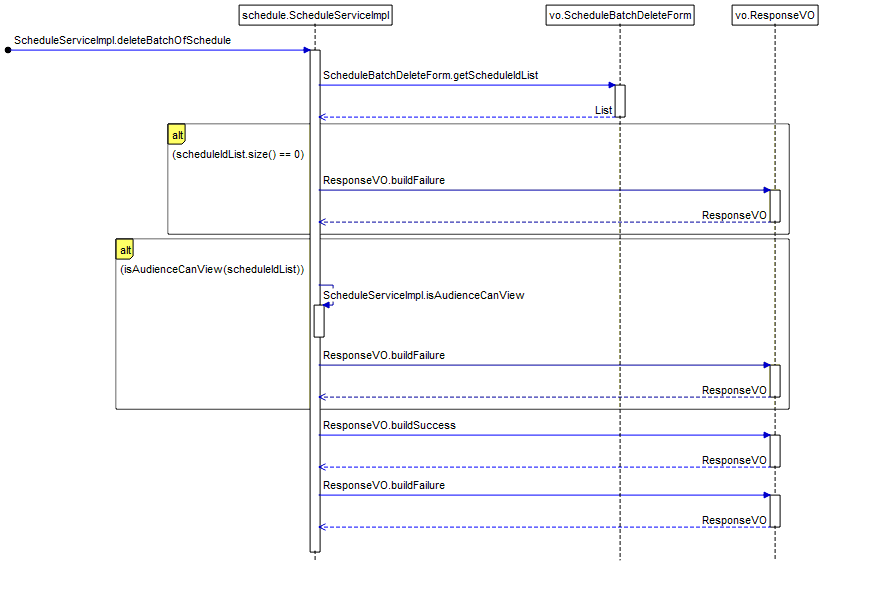 schedule.ScheduleServiceImpl
vo.ScheduleBatchDeleteForm
vo.ResponseVO
ScheduleServiceImpl.deleteBatchOfSchedule
ScheduleBatchDeleteForm.getScheduleIdList
List
alt
(scheduleIdList.size() == 0)
ResponseVO.buildFailure
ResponseVO
alt
(isAudienceCanView(scheduleIdList))
ScheduleServiceImpl.isAudienceCanView
ResponseVO.buildFailure
ResponseVO
ResponseVO.buildSuccess
ResponseVO
ResponseVO.buildFailure
ResponseVO